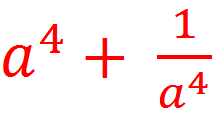 a⁴ + 1/a⁴